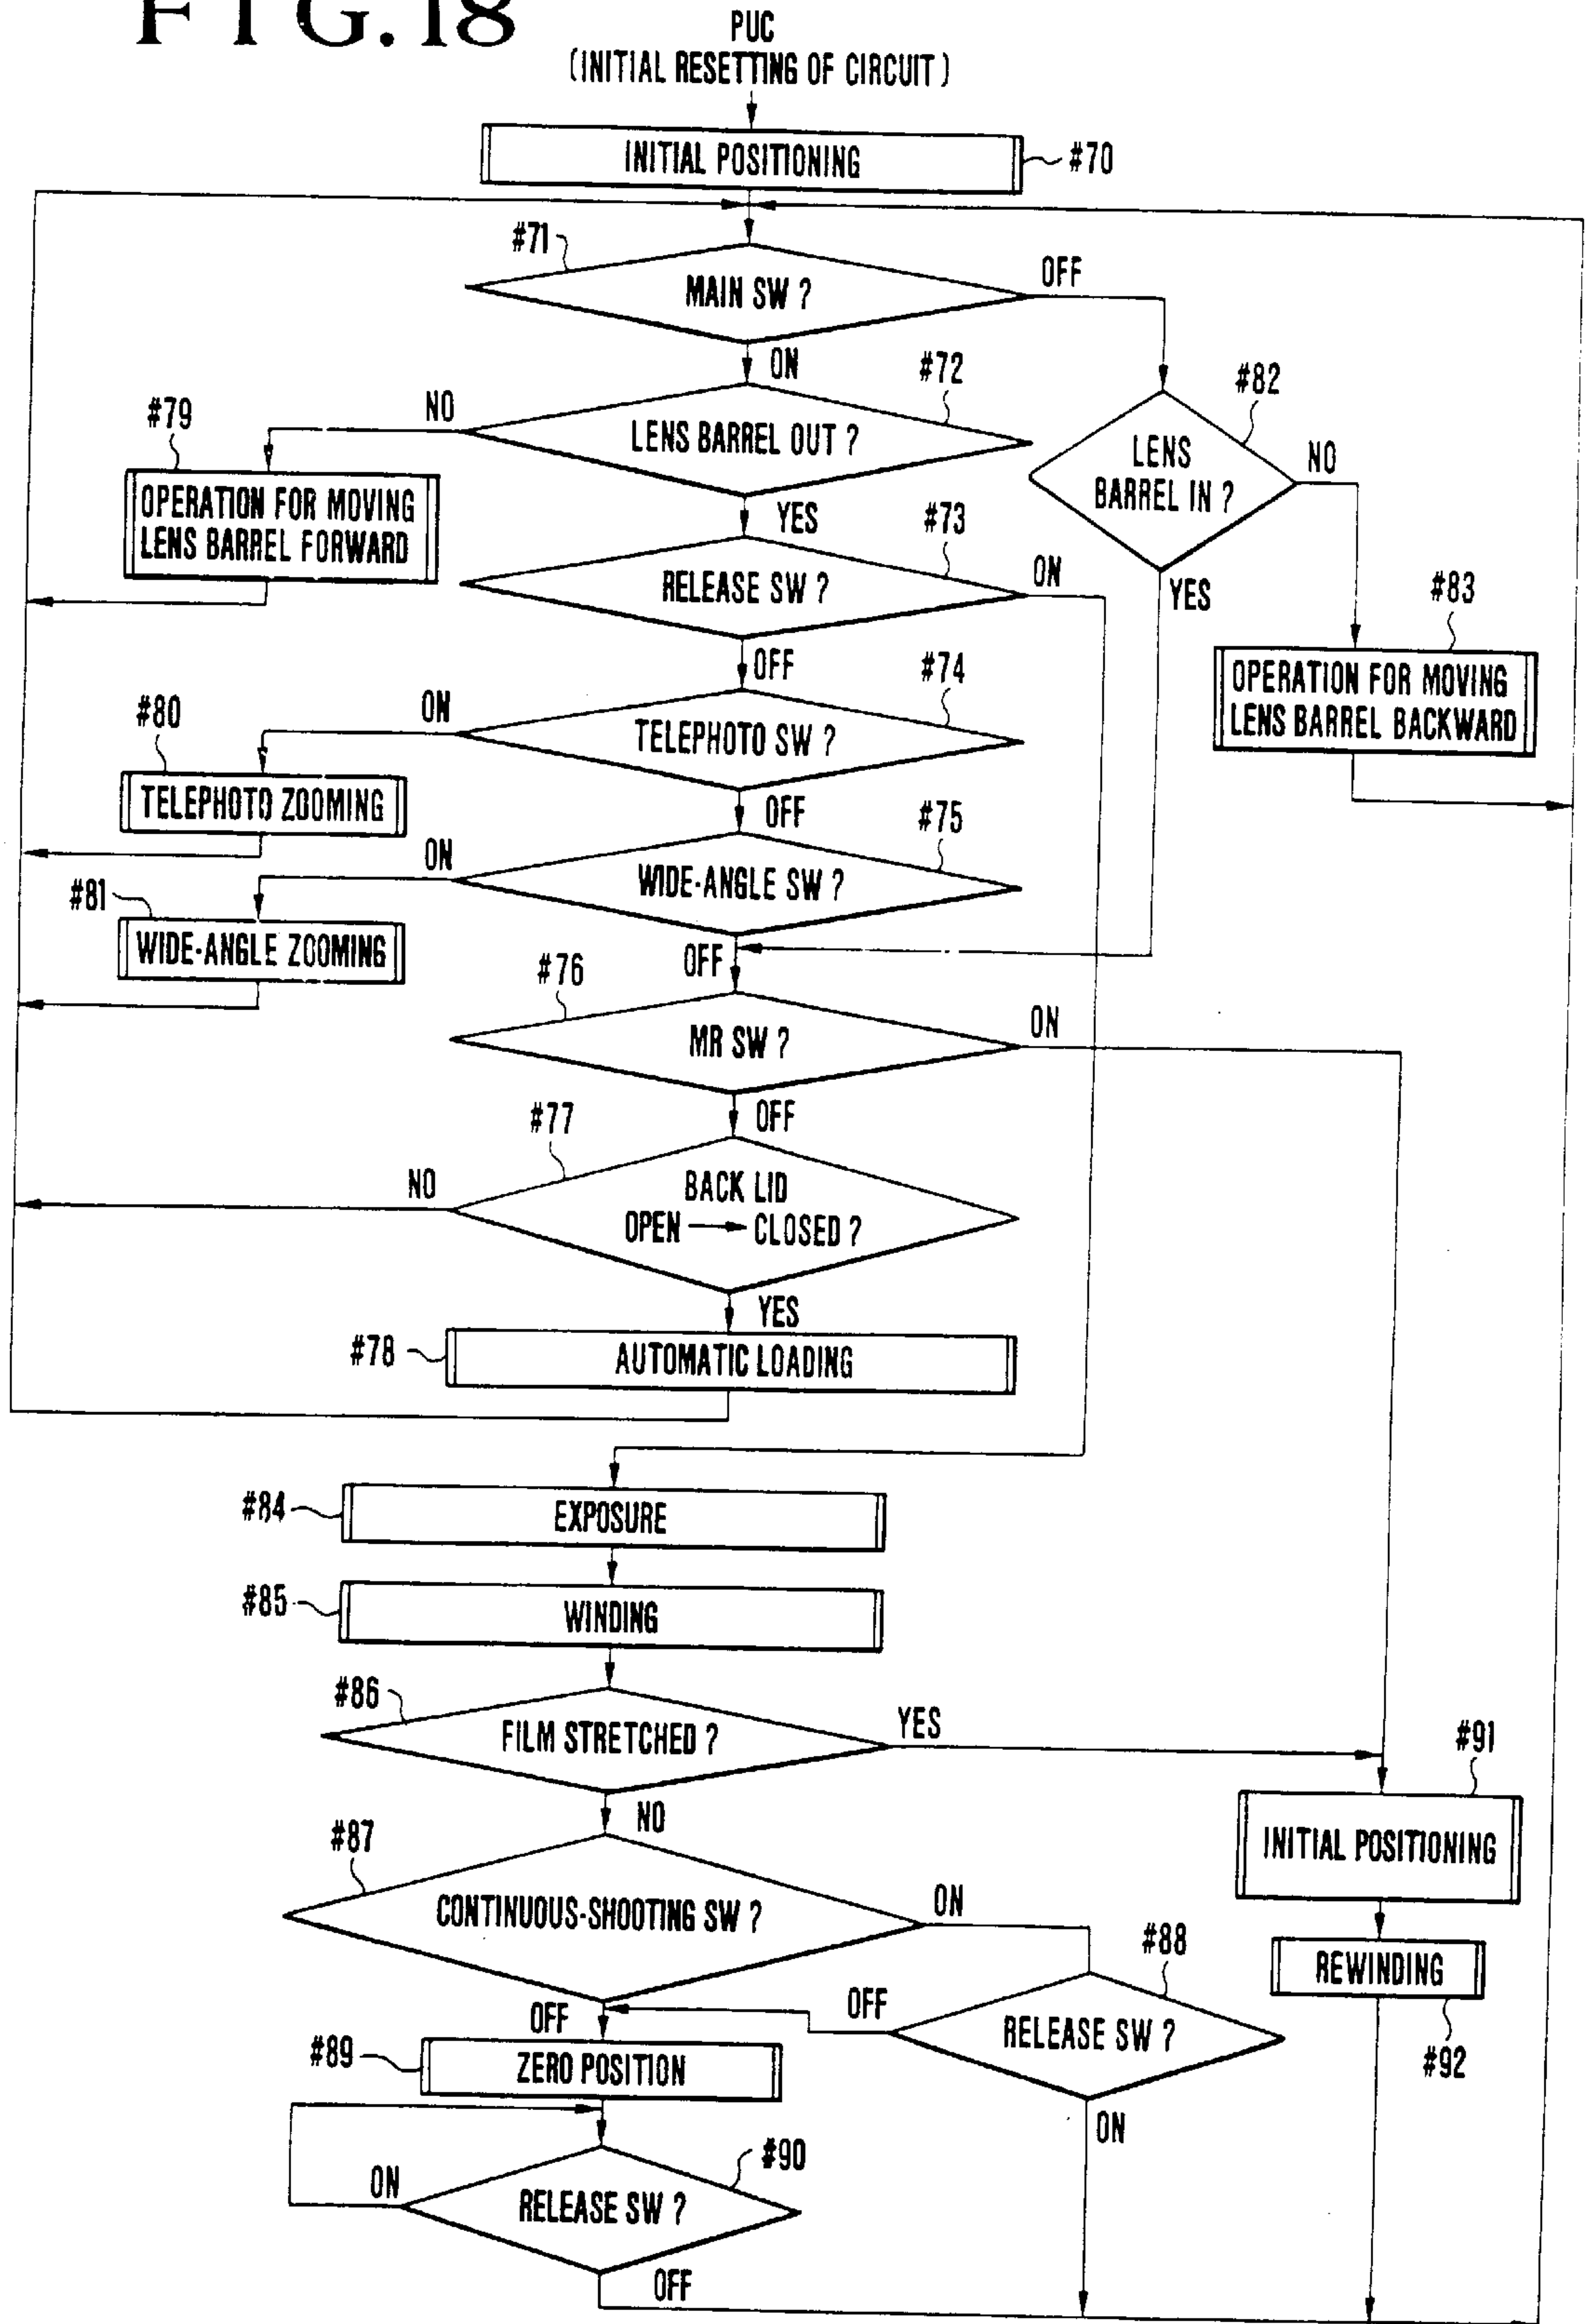 FIG. 18
PUC
(INITIAL RESETTING OF CIRCUIT)
INITIAL POSITIONING
#70
#71
MAIN SW ?
OFF
ON
#72
#82
NO
LENS BARREL OUT ?
#79
LENS
BARREL IN ?
NO
OPERATION FOR MOVING
LENS BARREL FORWARD
YES
#73
RELEASE SW ?
ON
YES
#83
OFF
#74
OPERATION FOR MOVING
LENS BARREL BACKWARD
#80
ON
TELEPHOTO SW ?
TELEPHOTO ZOOMING
OFF
#75
ON
WIDE-ANGLE SW ?
#81
WIDE-ANGLE ZOOMING
OFF
#76
MR SW ?
ON
OFF
#77
NO
BACK LID
OPEN → CLOSED ?
YES
#78
AUTOMATIC LOADING
#84
EXPOSURE
#85
WINDING
#86
FILM STRETCHED ?
YES
#91
NO
INITIAL POSITIONING
#87
CONTINUOUS-SHOOTING SW ?
ON
#88
REWINDING
OFF
OFF
RELEASE SW ?
#92
#89
ZERO POSITION
ON
#90
ON
RELEASE SW ?
OFF